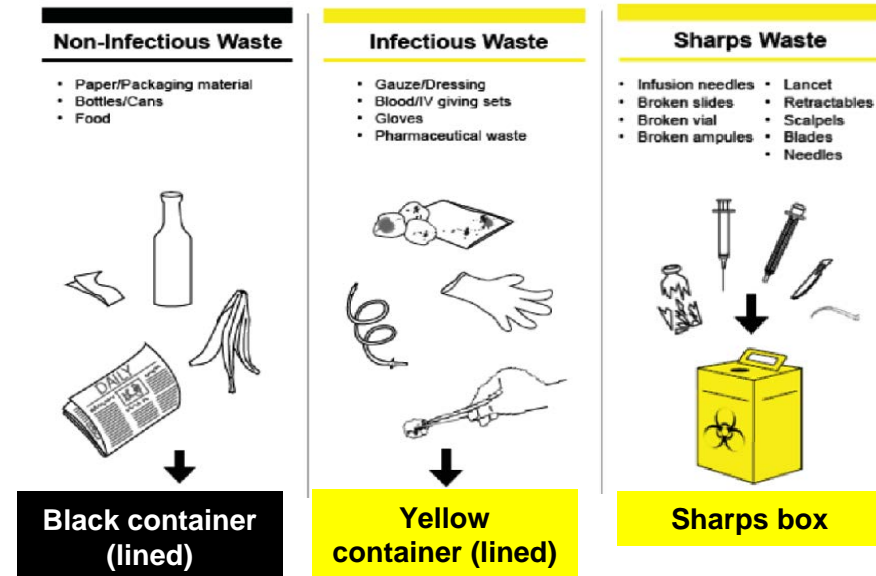 Non-Infectious Waste
• Paper/Packaging material
• Bottles/Cans
• Food
DAILY
Black container
(lined)
Infectious Waste
• Gauze/Dressing
• Blood/IV giving sets
• Gloves
• Pharmaceutical waste
Yellow
container (lined)
Sharps Waste
• Infusion needles
• Broken slides
• Broken vial
• Broken ampules
• Lancet
• Retractables
• Scalpels
• Blades
• Needles
Sharps box